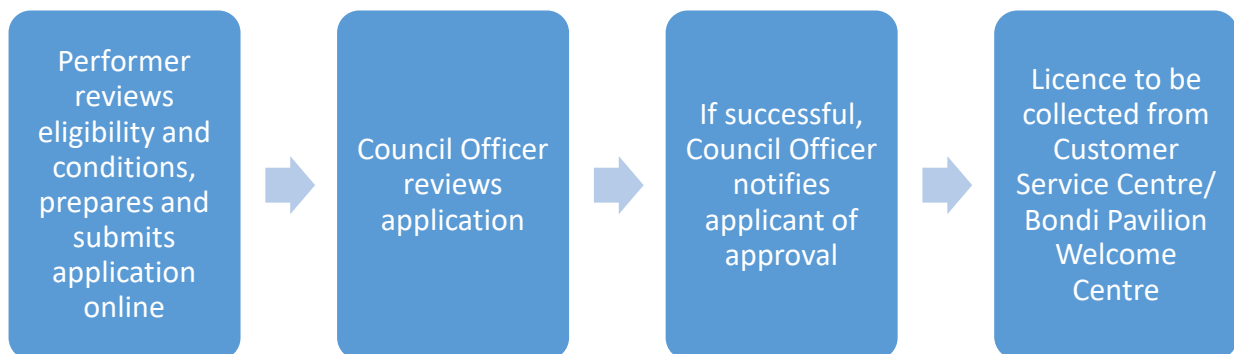 Performer
reviews
eligibility and
conditions,
prepares and
submits
application
online
Council Officer
reviews
application
If successful,
Council Officer
notifies
applicant of
approval
Licence to be
collected from
Customer
Service Centre/
Bondi Pavilion
Welcome
Centre